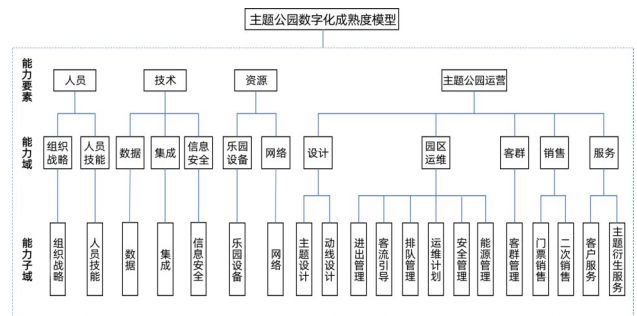 主题公园数字化成熟度模型
能力要素
人员
技术
资源
主题公园运营
能力域
组织战略
人员技能
数据
集成
信息安全
乐园设备
网络
设计
园区运维
客群
销售
服务
能力子域
组织战略
人员技能
数据
集成
信息安全
乐园设备
网络
主题设计
动线设计
进出管理
客流引导
排队管理
运维计划
安全管理
能源管理
客群管理
门票销售
二次销售
客户服务
主题衍生服务